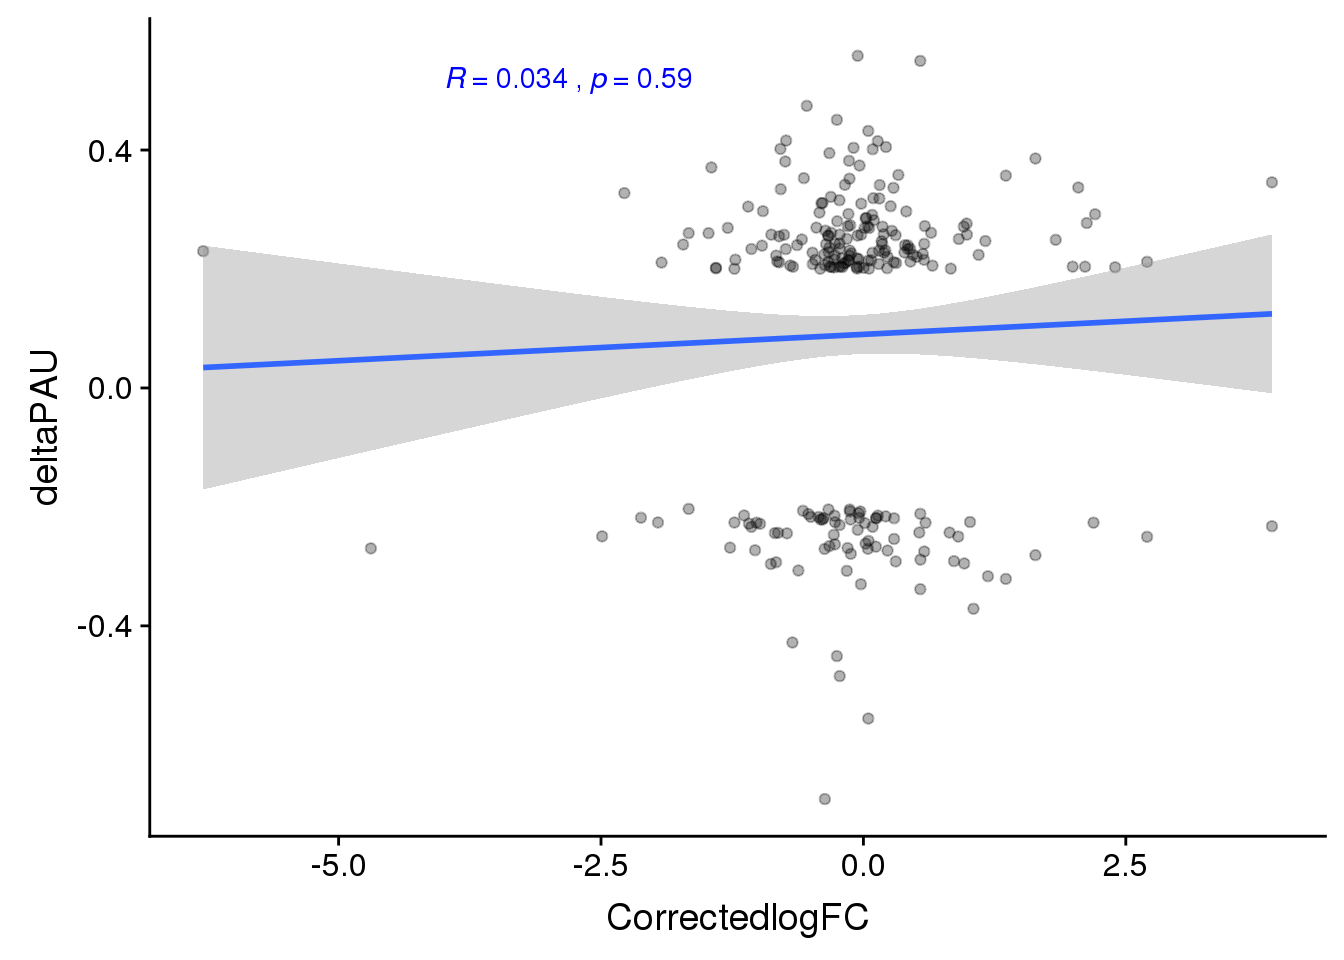 R = 0.034 , p = 0.59
0.4
0.0
-0.4
deltaPAU
-5.0
-2.5
0.0
2.5
CorrectedlogFC